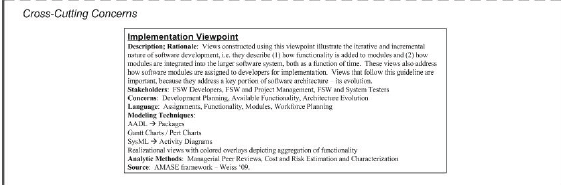 Cross-Cutting Concerns
Implementation Viewpoint
Description; Rationale: Views constructed using this viewpoint illustrate the iterative and incremental
nature of software development, i.e. they describe (1) how functionality is added to modules and (2) how
modules are integrated into the larger software system, both as a function of time. These views also address
how software modules are assigned to developers for implementation. Views that follow this guideline are
important, because they address a key portion of software architecture – its evolution.
Stakeholders: FSW Developers, FSW and Project Management, FSW and System Testers
Concerns: Development Planning, Available Functionality, Architecture Evolution
Language: Assignments, Functionality, Modules, Workforce Planning
Modeling Techniques:
AADL → Packages
Gantt Charts / Pert Charts
SysML → Activity Diagrams
Realizational views with colored overlays depicting aggregation of functionality
Analytic Methods: Managerial Peer Reviews, Cost and Risk Estimation and Characterization
Source: AMASE framework – Weiss '09.